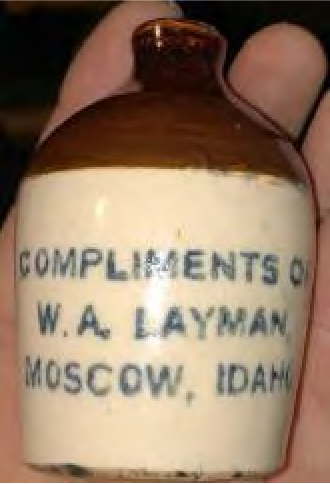 COMPLIMENTS OF
W.A. LAYMAN,
MOSCOW, IDAHO